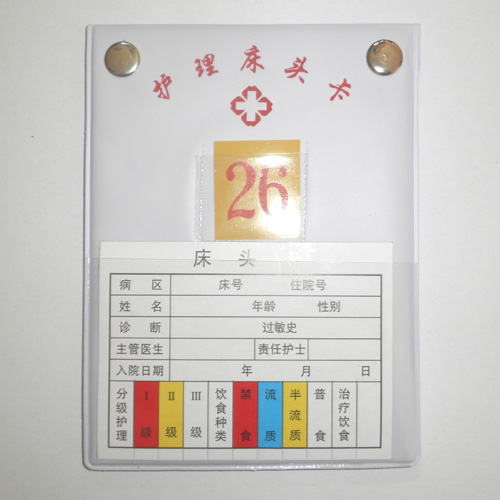 护理床头卡
26
床 头
病 区 床号 住院号
姓 名 年龄 性别
诊 断 过敏史
主管医生 责任护士
入院日期 年 月 日
分级护理 I级 II级 III级 饮食种类 禁食 流质 半流质 普食 治疗饮食